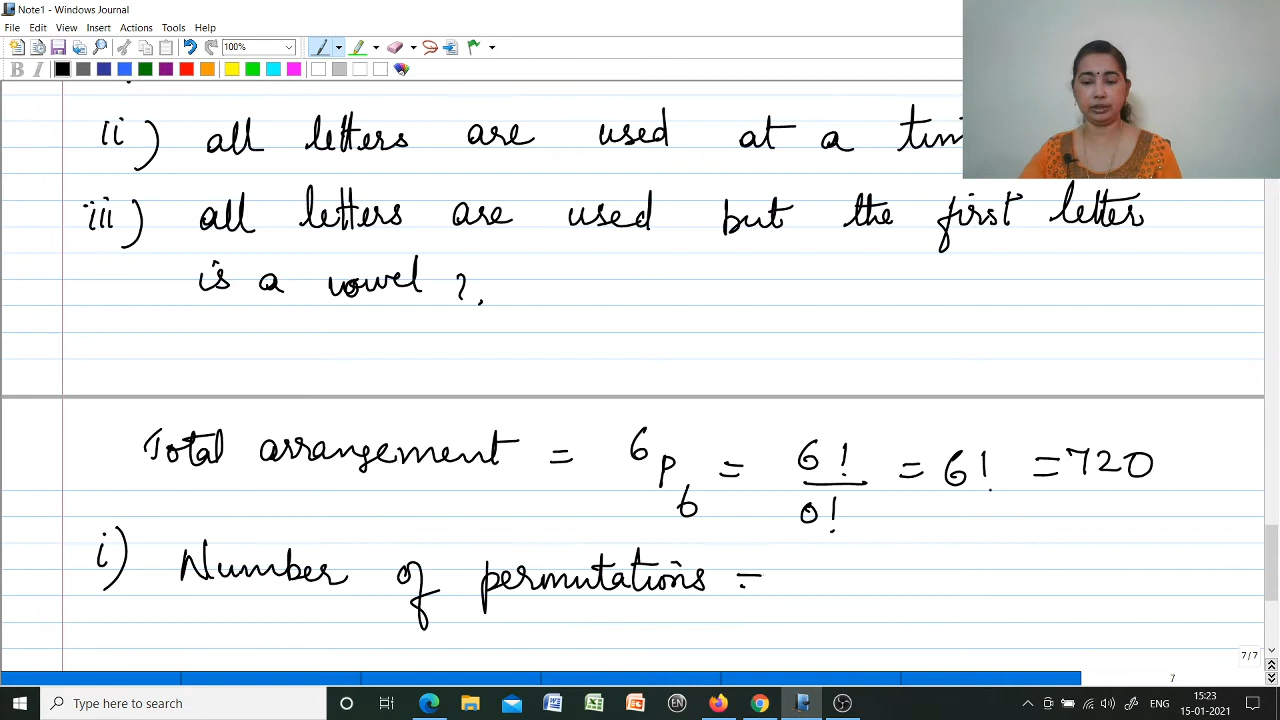 Note1 - Windows Journal
File Edit View Insert Actions Tools Help
100%
B I
ii) all letters are used at a
iii) all letters are used but the first letter
is a vowel ?
Total arrangement = 6P6 = 6!/0! = 6! = 720
i) Number of permutations =
7/7
7
Type here to search
EN
ENG
15:23
15-01-2021